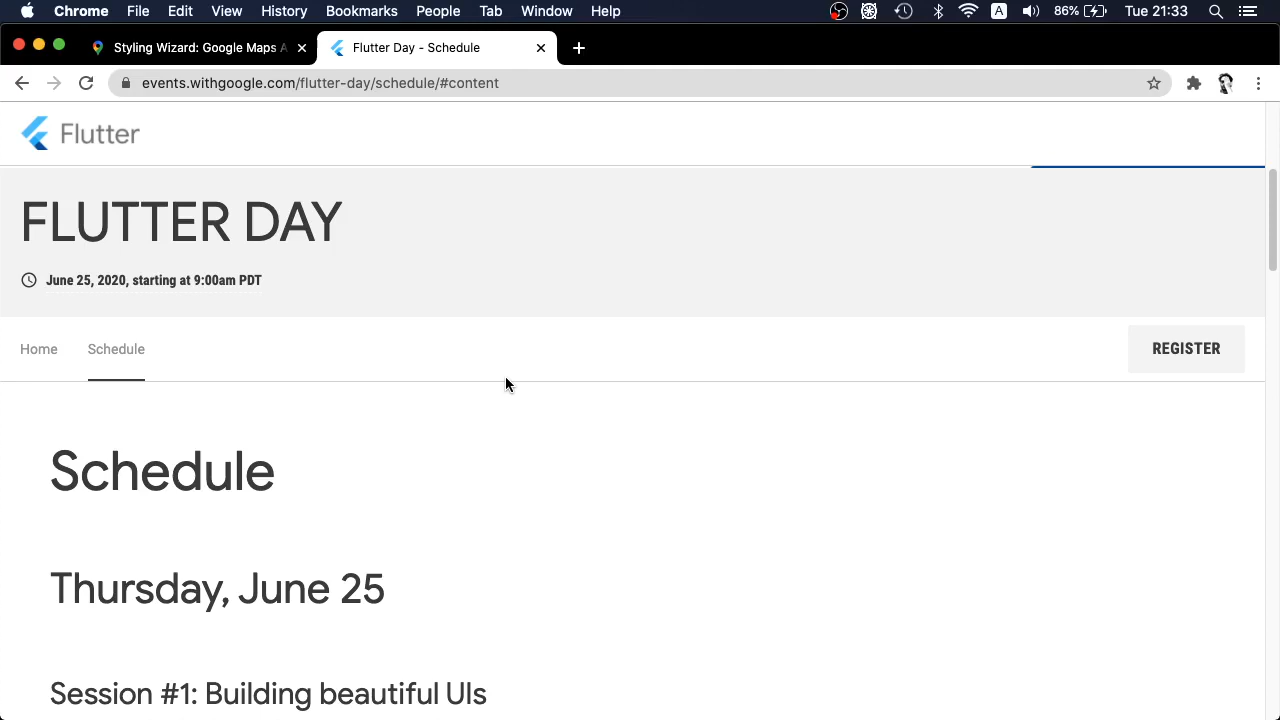 Chrome File Edit View History Bookmarks People Tab Window Help A 86% Tue 21:33
Styling Wizard: Google Maps A Flutter Day - Schedule
events.withgoogle.com/flutter-day/schedule/#content
Flutter
FLUTTER DAY
June 25, 2020, starting at 9:00am PDT
Home Schedule REGISTER
Schedule
Thursday, June 25
Session #1: Building beautiful UIs